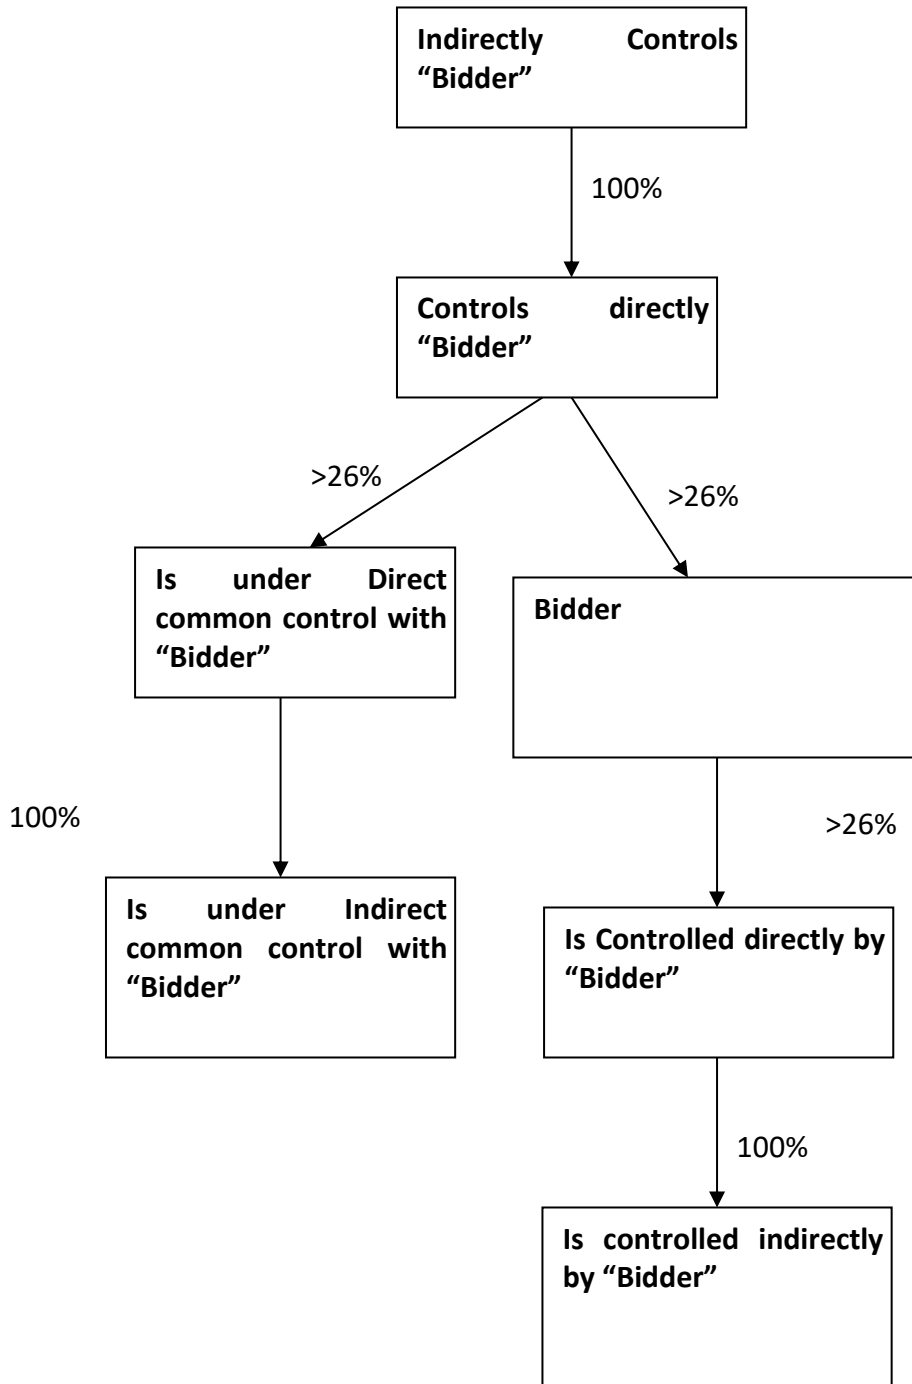 Indirectly Controls
“Bidder”
100%
Controls directly
“Bidder”
>26%
>26%
Is under Direct
common control with
“Bidder”
Bidder
100%
>26%
Is under Indirect
common control with
“Bidder”
Is Controlled directly by
“Bidder”
100%
Is controlled indirectly
by “Bidder”